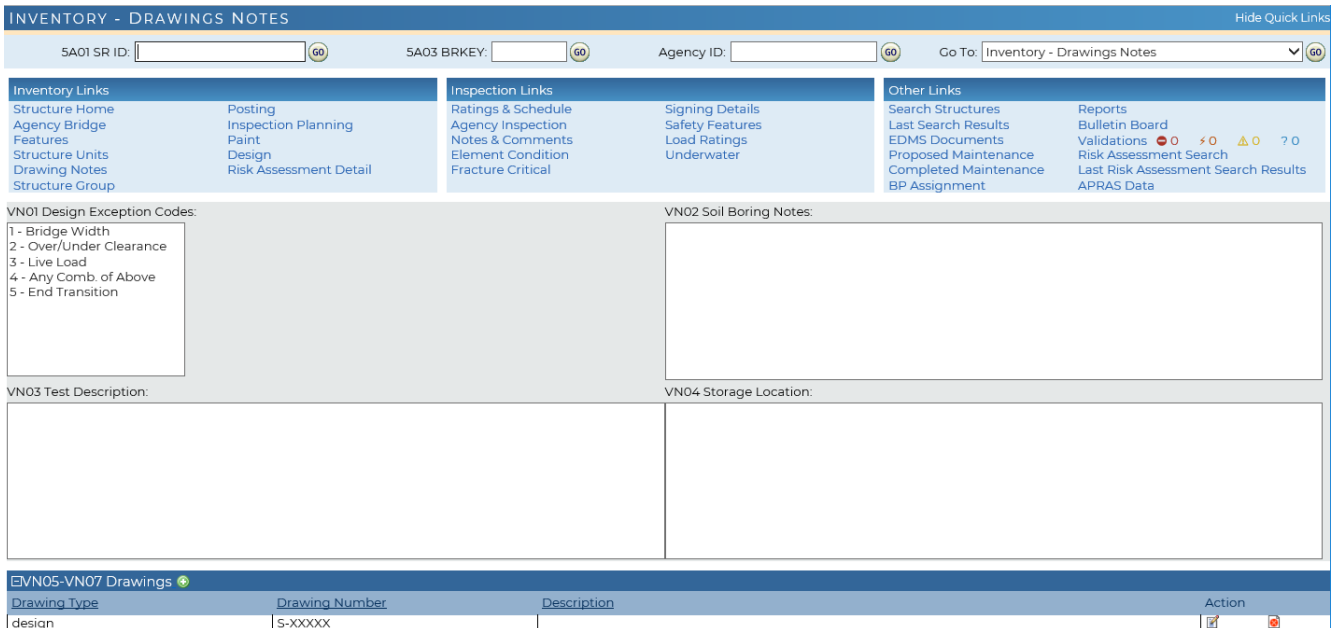 INVENTORY - DRAWINGS NOTES
Hide Quick Links
5A01 SR ID: GO 5A03 BRKEY: GO Agency ID: GO Go To: Inventory - Drawings Notes GO
Inventory Links
Structure Home Posting
Agency Bridge Inspection Planning
Features Paint
Structure Units Design
Drawing Notes Risk Assessment Detail
Structure Group
Inspection Links
Ratings & Schedule Signing Details
Agency Inspection Safety Features
Notes & Comments Load Ratings
Element Condition Underwater
Fracture Critical
Other Links
Search Structures Reports
Last Search Results Bulletin Board
EDMS Documents Validations 0 0 0 ? 0
Proposed Maintenance Risk Assessment Search
Completed Maintenance Last Risk Assessment Search Results
BP Assignment APRAS Data
VN01 Design Exception Codes:
1 - Bridge Width
2 - Over/Under Clearance
3 - Live Load
4 - Any Comb. of Above
5 - End Transition
VN02 Soil Boring Notes:
VN03 Test Description:
VN04 Storage Location:
VN05-VN07 Drawings
Drawing Type Drawing Number Description Action
design S-XXXXX